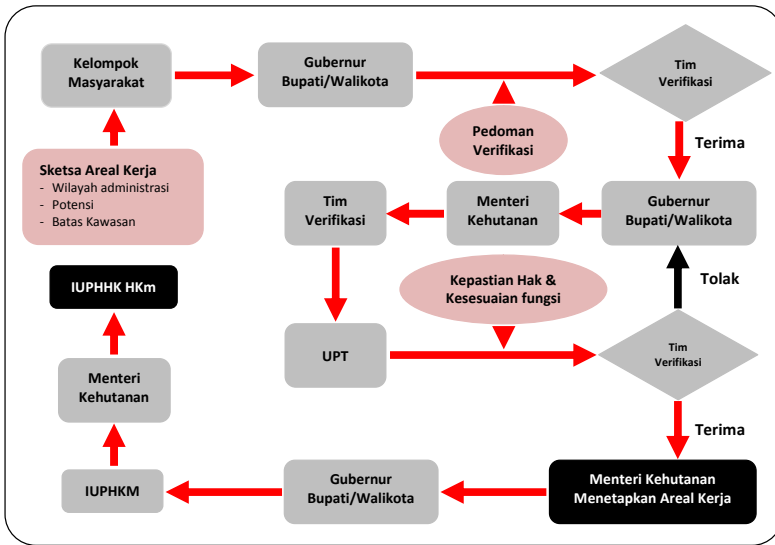 Kelompok
Masyarakat
Gubernur
Bupati/Walikota
Tim
Verifikasi
Pedoman
Verifikasi
Terima
Sketsa Areal Kerja
- Wilayah administrasi
- Potensi
- Batas Kawasan
Tim
Verifikasi
Menteri
Kehutanan
Gubernur
Bupati/Walikota
IUPHHK HKm
Kepastian Hak &
Kesesuaian fungsi
Tolak
UPT
Tim
Verifikasi
Menteri
Kehutanan
Terima
IUPHKM
Gubernur
Bupati/Walikota
Menteri Kehutanan
Menetapkan Areal Kerja